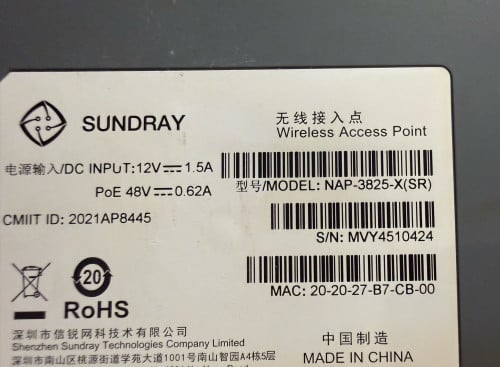 SUNDRAY
无线接入点
Wireless Access Point
电源输入/DC INPUT:12V⎓1.5A
PoE 48V⎓0.62A
型号/MODEL: NAP-3825-X(SR)
CMIIT ID: 2021AP8445
S/N: MVY4510424
MAC: 20-20-27-B7-CB-00
20
RoHS
深圳市信锐网科技术有限公司
Shenzhen Sundray Technologies Company Limited
深圳市南山区桃源街道学苑大道1001号南山智园A4栋5层
中国制造
MADE IN CHINA